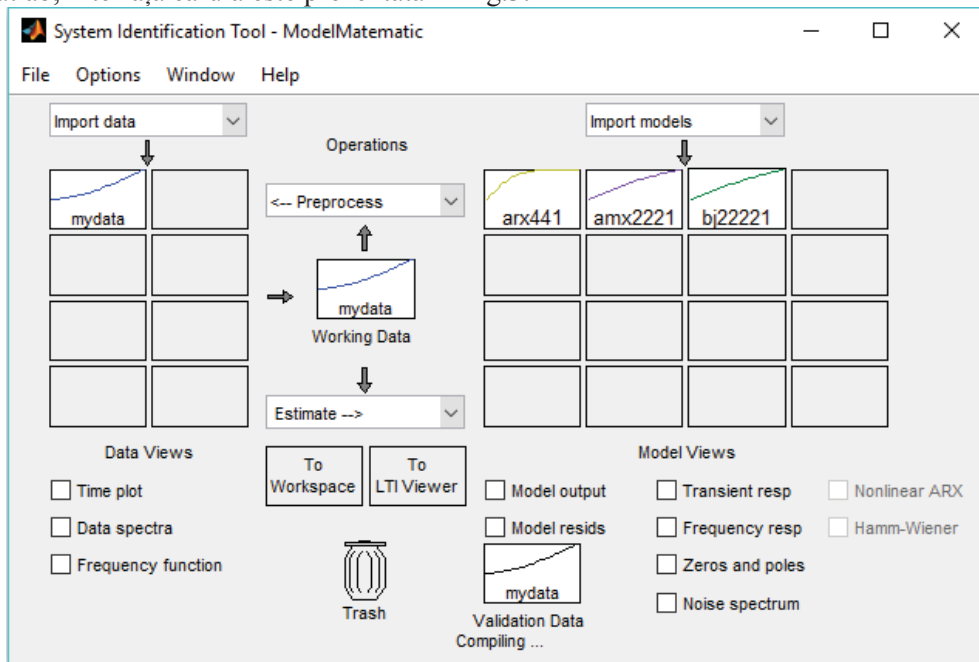 System Identification Tool - ModelMatematic
File Options Window Help
Import data
Import models
Operations
mydata
<-- Preprocess
arx441 amx2221 bj22221
mydata
Working Data
Estimate -->
Data Views
Model Views
To Workspace
To LTI Viewer
Time plot
Data spectra
Frequency function
Model output
Model resids
Transient resp
Frequency resp
Zeros and poles
Noise spectrum
Nonlinear ARX
Hamm-Wiener
Trash
mydata
Validation Data
Compiling ...